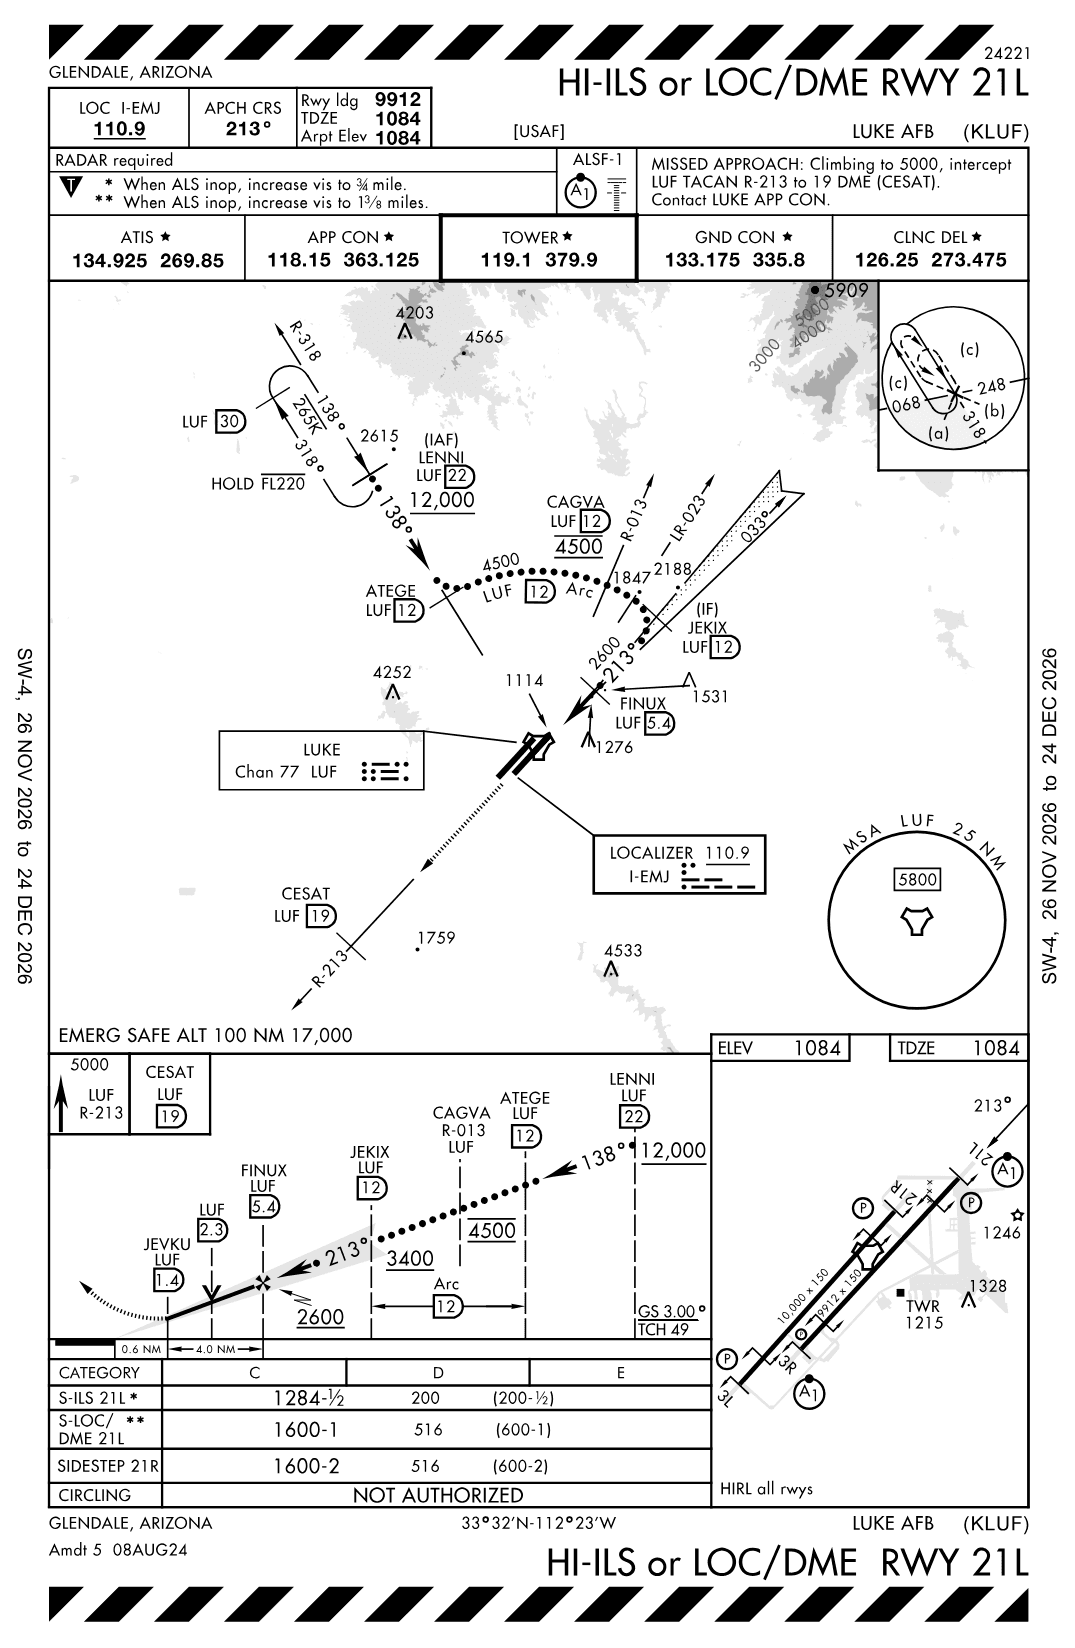 24221
GLENDALE, ARIZONA
HI-ILS or LOC/DME RWY 21L
LOC I-EMJ
110.9
APCH CRS
213°
Rwy ldg 9912
TDZE 1084
Arpt Elev 1084
[USAF]
LUKE AFB (KLUF)
RADAR required
T
* When ALS inop, increase vis to ¾ mile.
** When ALS inop, increase vis to 1⅜ miles.
ALSF-1
A1
MISSED APPROACH: Climbing to 5000, intercept
LUF TACAN R-213 to 19 DME (CESAT).
Contact LUKE APP CON.
ATIS ★
134.925 269.85
APP CON ★
118.15 363.125
TOWER ★
119.1 379.9
GND CON ★
133.175 335.8
CLNC DEL ★
126.25 273.475
5909
5000
4000
3000
4203
4565
R-318
LUF 30
138°
265K
318°
2615
HOLD FL220
(IAF)
LENNI
LUF 22
12,000
138°
(c)
(c)
248
068
(b)
(a)
318
CAGVA
LUF 12
4500
R-013
LR-023
033°
4500
LUF 12 Arc
1847
2188
ATEGE
LUF 12
(IF)
JEKIX
LUF 12
2600
213°
4252
1114
1531
FINUX
LUF 5.4
1276
LUKE
Chan 77 LUF
LOCALIZER 110.9
I-EMJ
MSA LUF 25 NM
5800
CESAT
LUF 19
1759
R-213
4533
EMERG SAFE ALT 100 NM 17,000
ELEV 1084
TDZE 1084
5000
LUF
R-213
CESAT
LUF
19
LENNI
LUF
22
ATEGE
LUF
12
CAGVA
R-013
LUF
JEKIX
LUF
12
FINUX
LUF
5.4
LUF
2.3
JEVKU
LUF
1.4
138°
12,000
4500
213°
3400
Arc
12
2600
GS 3.00°
TCH 49
0.6 NM
4.0 NM
213°
21L
A1
21R
P
P
1246
10,000 x 150
9912 x 150
1328
TWR
1215
P
P
3R
3L
A1
HIRL all rwys
CATEGORY C D E
S-ILS 21L * 1284-½ 200 (200-½)
S-LOC/ **
DME 21L 1600-1 516 (600-1)
SIDESTEP 21R 1600-2 516 (600-2)
CIRCLING NOT AUTHORIZED
GLENDALE, ARIZONA
33°32'N-112°23'W
LUKE AFB (KLUF)
Amdt 5 08AUG24
HI-ILS or LOC/DME RWY 21L
SW-4, 26 NOV 2026 to 24 DEC 2026
SW-4, 26 NOV 2026 to 24 DEC 2026